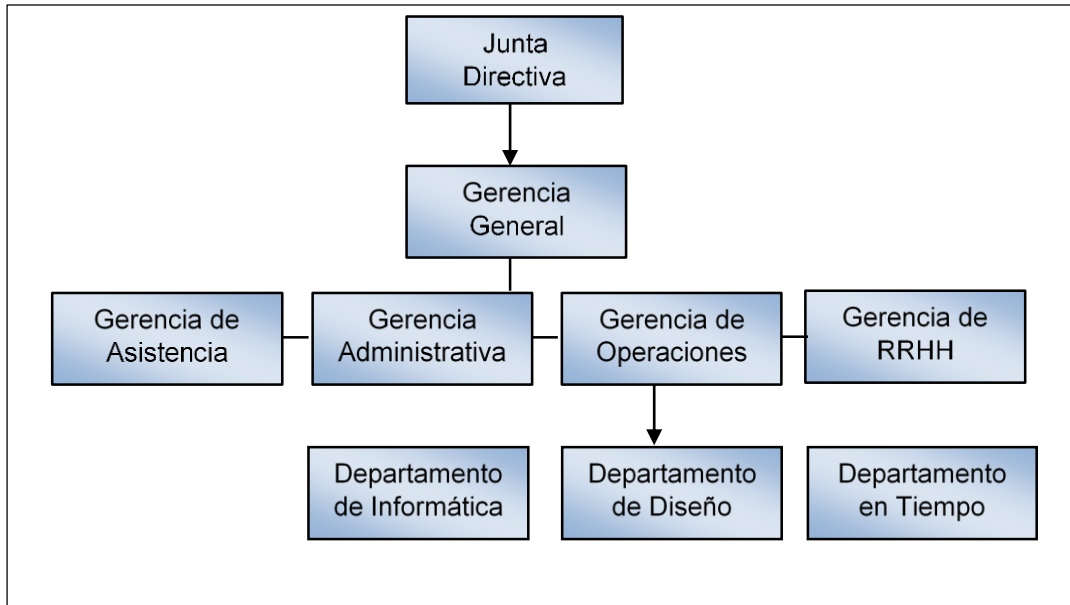 Junta
Directiva
Gerencia
General
Gerencia de
Asistencia
Gerencia
Administrativa
Gerencia de
Operaciones
Gerencia de
RRHH
Departamento
de Informática
Departamento
de Diseño
Departamento
en Tiempo